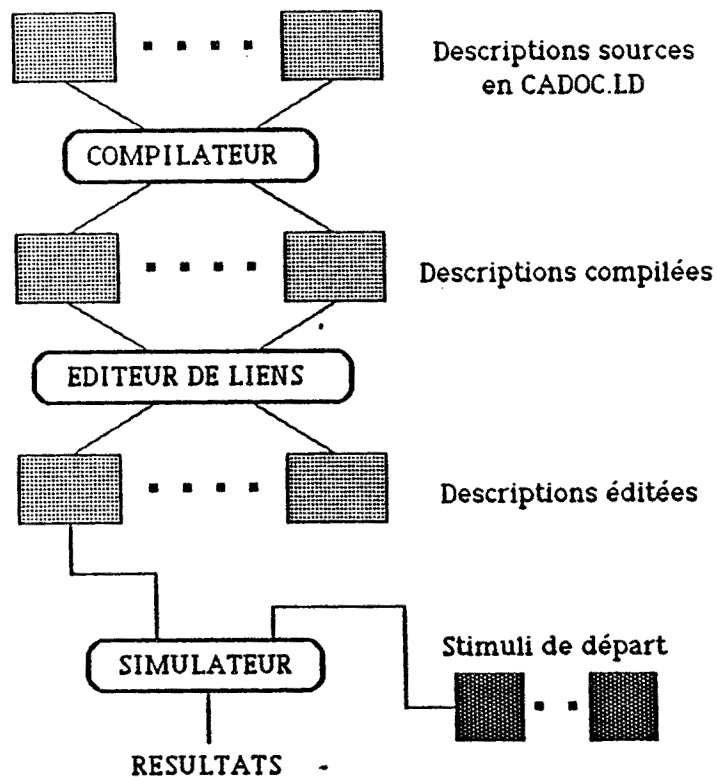 Descriptions sources
en CADOC.LD
COMPILATEUR
Descriptions compilées
EDITEUR DE LIENS
Descriptions éditées
Stimuli de départ
SIMULATEUR
RESULTATS